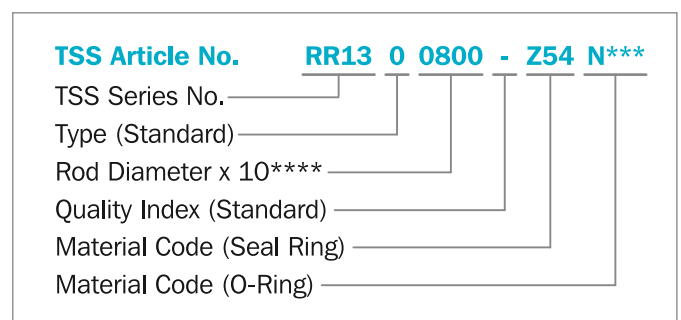 TSS Article No. RR13 0 0800 - Z54 N***
TSS Series No.
Type (Standard)
Rod Diameter x 10****
Quality Index (Standard)
Material Code (Seal Ring)
Material Code (O-Ring)